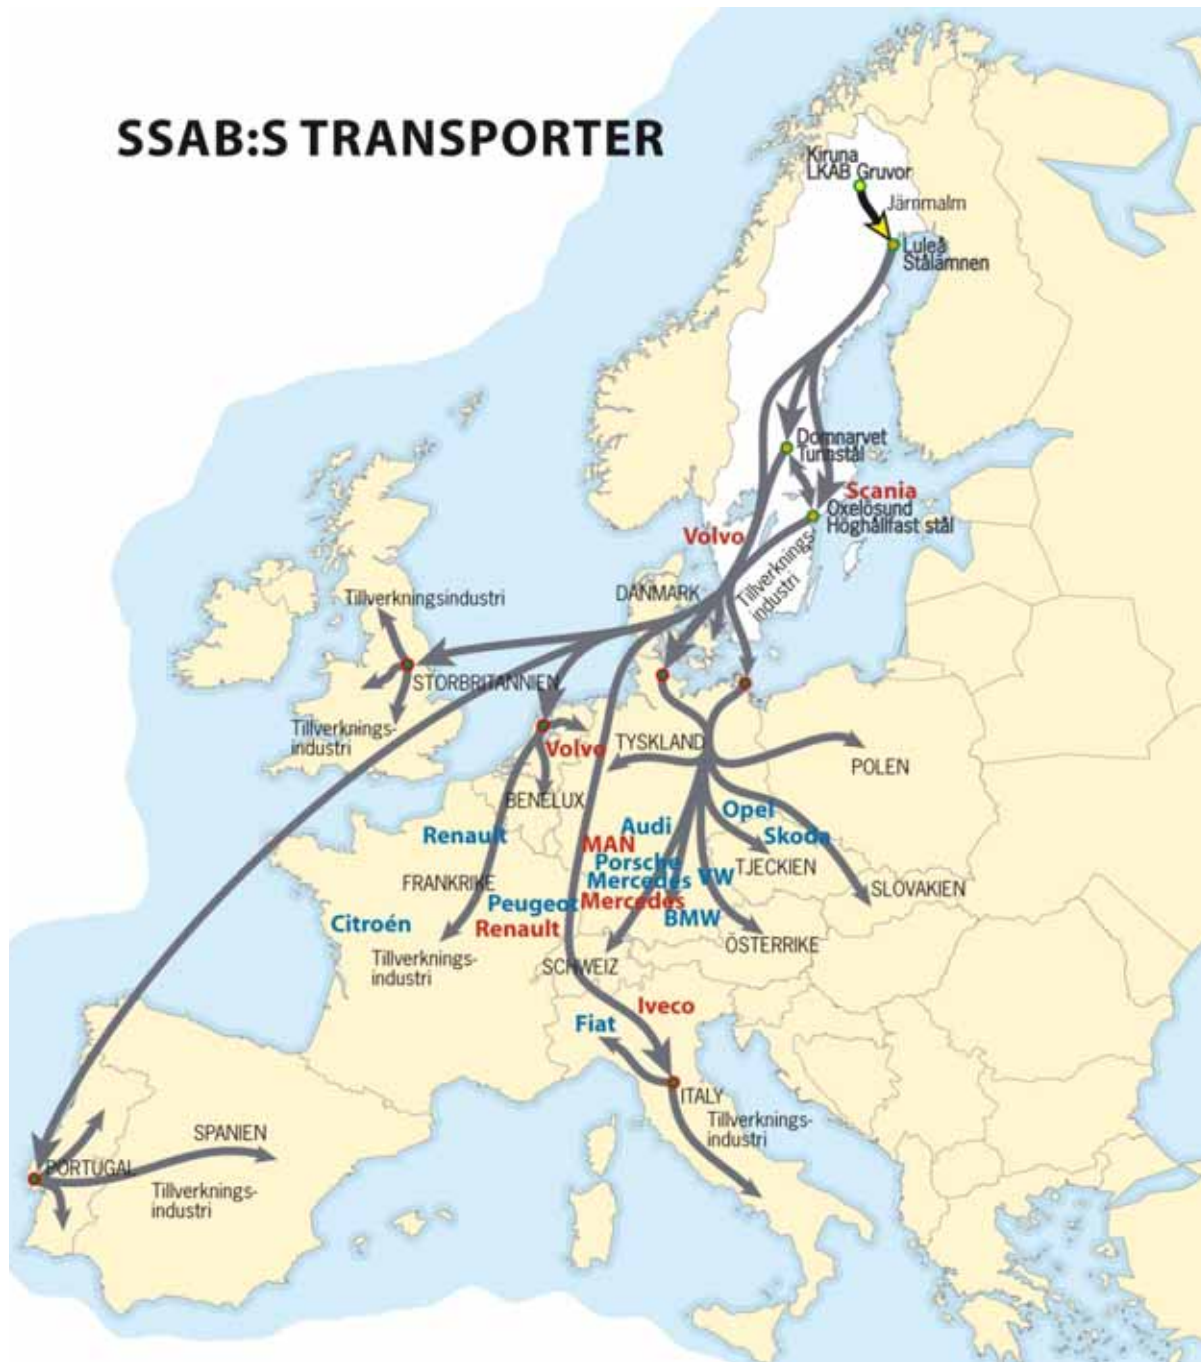 SSAB:S TRANSPORTER
Kiruna
LKAB Gruvor
Järnmalm
Luleå
Stålämnen
Domnarvet
Tunnstål
Scania
Oxelösund
Höghållfast stål
Volvo
Tillverknings-
industri
DANMARK
Tillverkningsindustri
STORBRITANNIEN
Tillverknings-
industri
Volvo
TYSKLAND
POLEN
BENELUX
Opel
Audi
Skoda
Renault
MAN
Porsche
TJECKIEN
Mercedes
VW
FRANKRIKE
SLOVAKIEN
Peugeot
Mercedes
BMW
Citroén
Renault
ÖSTERRIKE
Tillverknings-
industri
SCHWEIZ
Iveco
Fiat
ITALY
Tillverknings-
industri
SPANIEN
PORTUGAL
Tillverknings-
industri